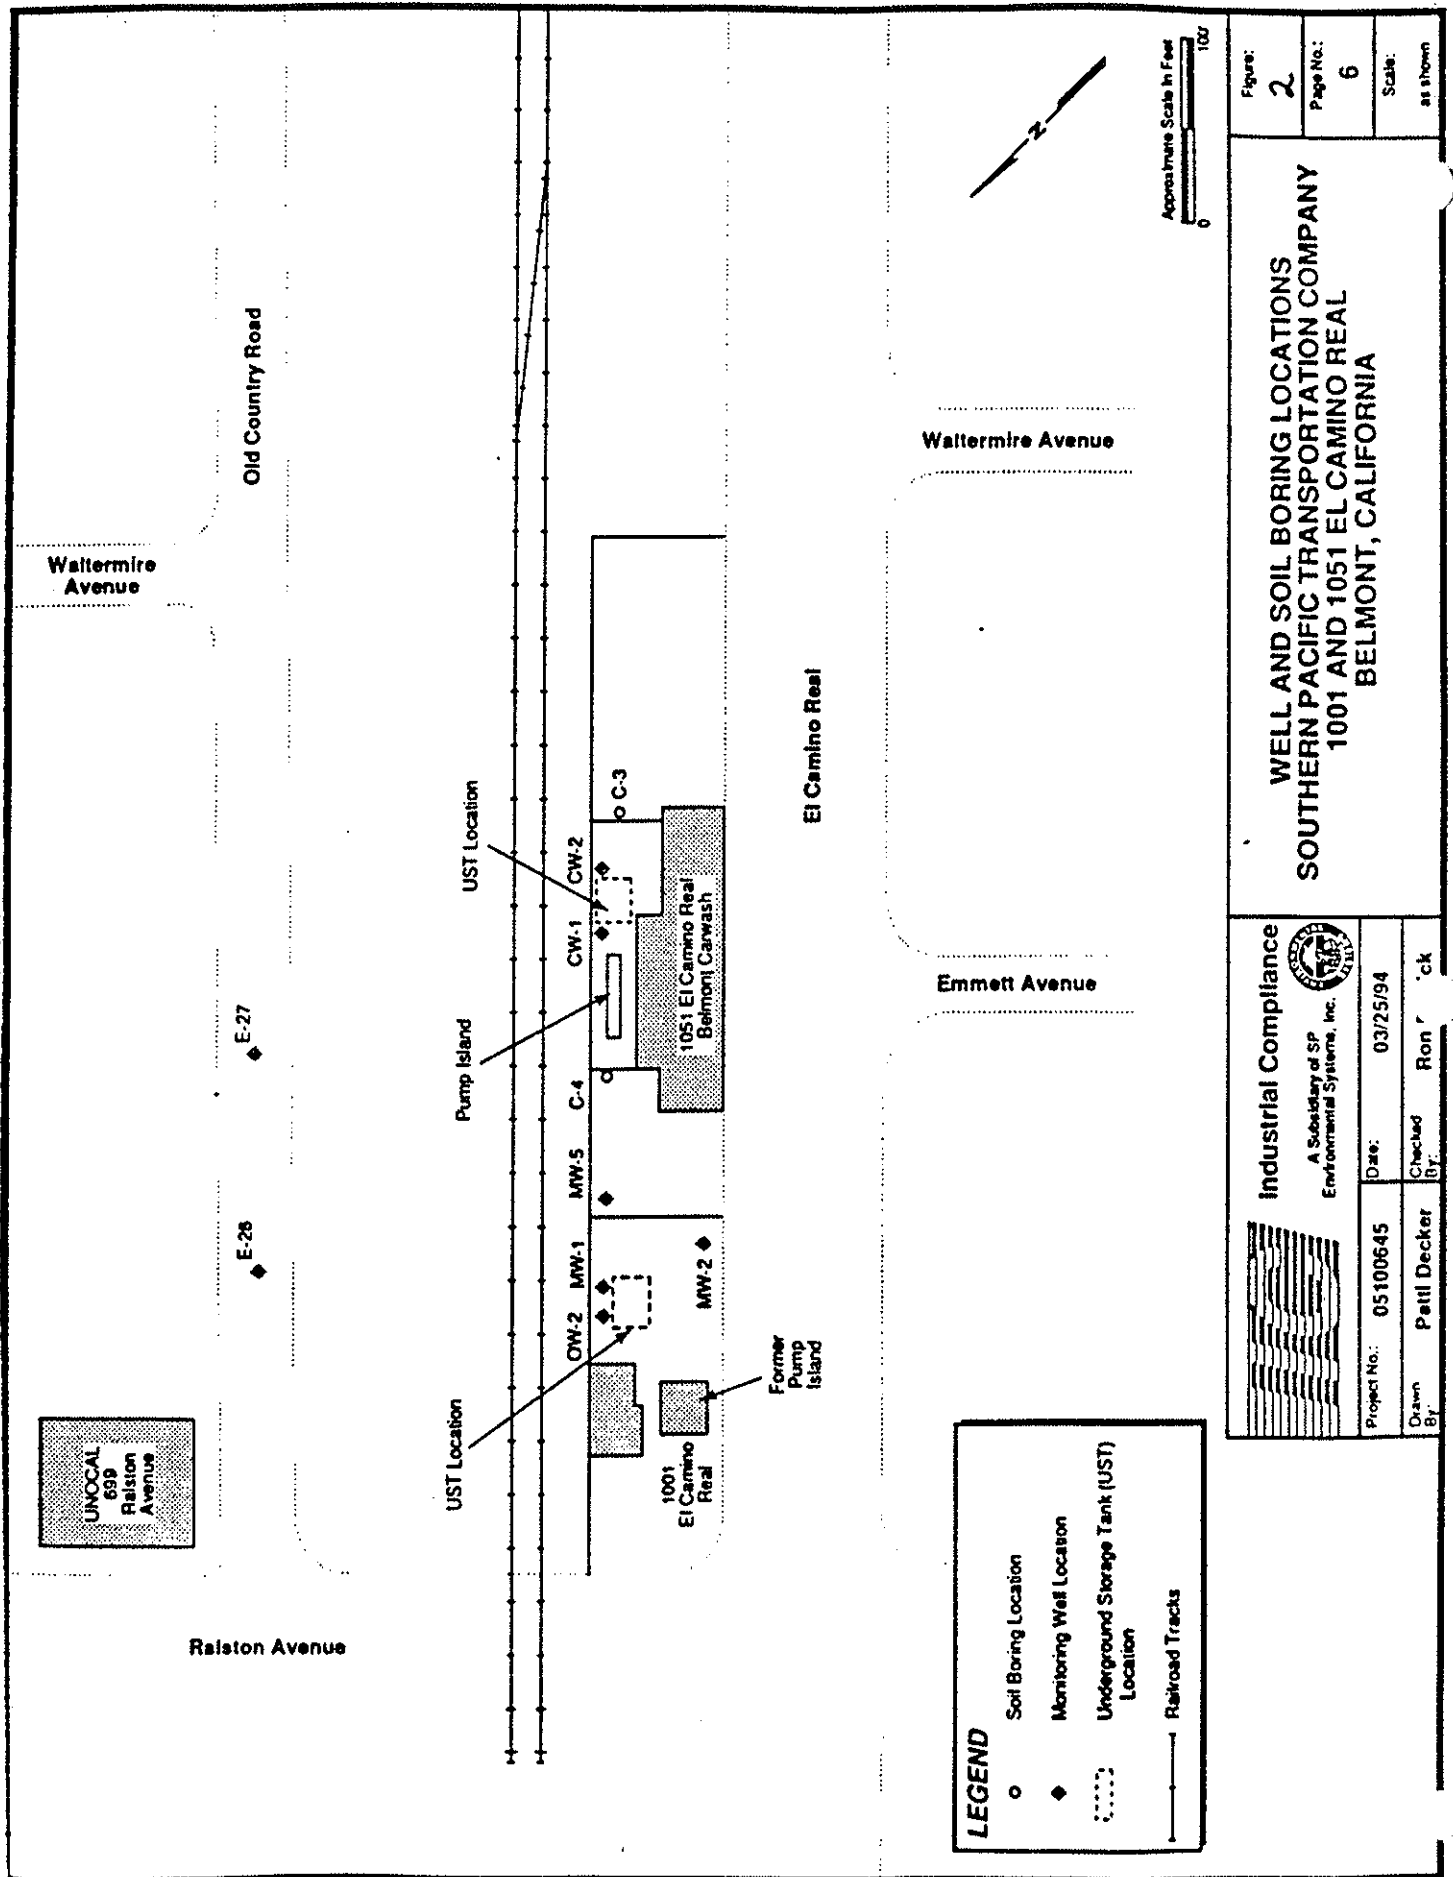 UNOCAL
699
Ralston
Avenue
Waltermire
Avenue
Old Country Road
Ralston Avenue
E-28
E-27
UST Location
Pump Island
UST Location
OW-2
MW-1
MW-5
C-4
CW-1
CW-2
C-3
MW-2
1001
El Camino
Real
Former
Pump
Island
1051 El Camino Real
Belmont Carwash
El Camino Real
Emmett Avenue
Waltermire Avenue
N
Approximate Scale in Feet
0
100'
LEGEND
Soil Boring Location
Monitoring Well Location
Underground Storage Tank (UST)
Location
Railroad Tracks
Industrial Compliance
A Subsidiary of SP
Environmental Systems, Inc.
Project No.: 05100645
Date: 03/25/94
Drawn
By: Patti Decker
Checked
By: Ron
WELL AND SOIL BORING LOCATIONS
SOUTHERN PACIFIC TRANSPORTATION COMPANY
1001 AND 1051 EL CAMINO REAL
BELMONT, CALIFORNIA
Figure:
2
Page No.:
6
Scale:
as shown